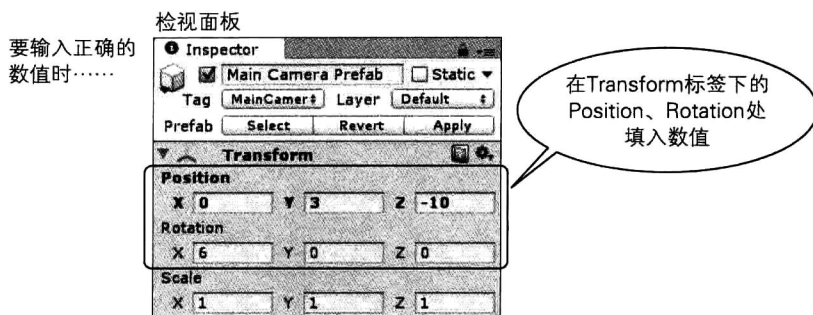 检视面板
要输入正确的
数值时……
Inspector
Main Camera Prefab Static
Tag MainCamer Layer Default
Prefab Select Revert Apply
Transform
Position
X 0 Y 3 Z -10
Rotation
X 6 Y 0 Z 0
Scale
X 1 Y 1 Z 1
在Transform标签下的
Position、Rotation处
填入数值